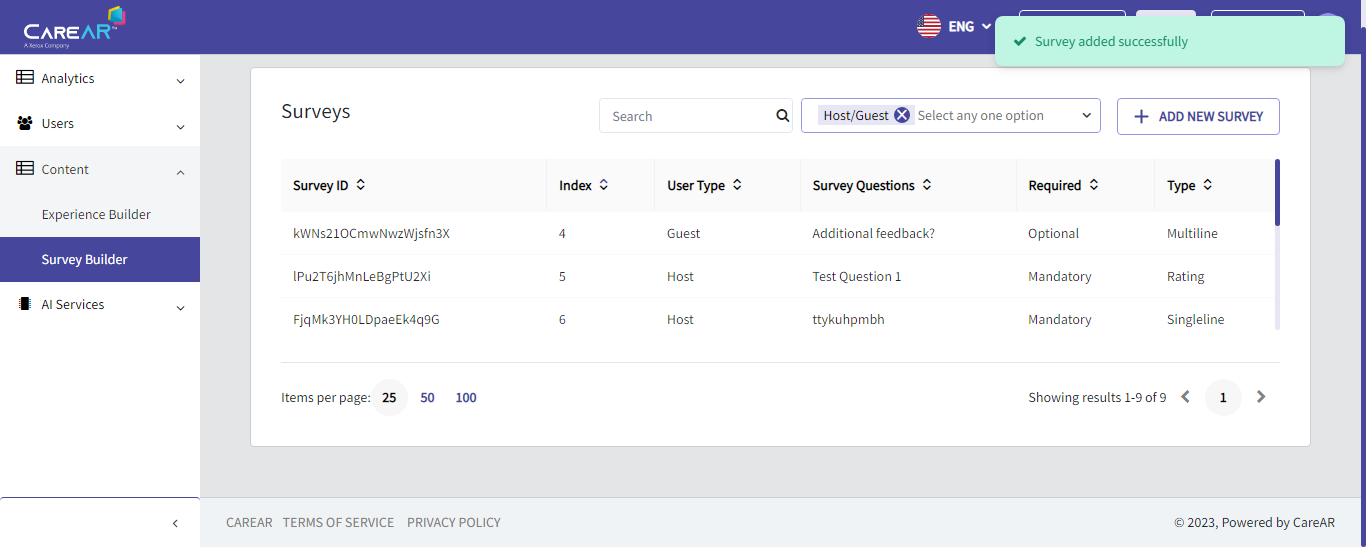 CAREAR™
A Xerox Company
ENG
Survey added successfully
Analytics
Users
Content
Experience Builder
Survey Builder
AI Services
Surveys
Search
Host/Guest Select any one option
ADD NEW SURVEY
Survey ID Index User Type Survey Questions Required Type
kWNs21OCmwNwzWjsfn3X 4 Guest Additional feedback? Optional Multiline
lPu2T6jhMnLeBgPtU2Xi 5 Host Test Question 1 Mandatory Rating
FjqMk3YH0LDpaeEk4q9G 6 Host ttykuhpmbh Mandatory Singleline
Items per page: 25 50 100
Showing results 1-9 of 9 1
CAREAR TERMS OF SERVICE PRIVACY POLICY
© 2023, Powered by CareAR